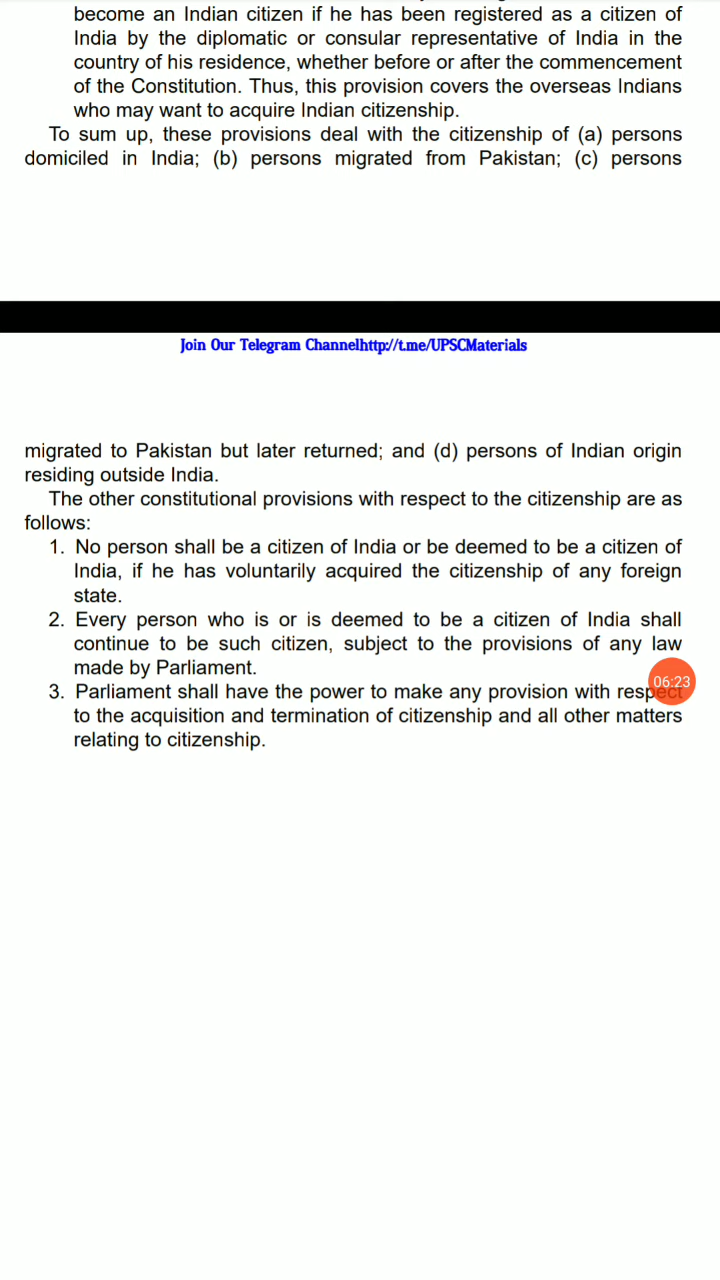 become an Indian citizen if he has been registered as a citizen of
India by the diplomatic or consular representative of India in the
country of his residence, whether before or after the commencement
of the Constitution. Thus, this provision covers the overseas Indians
who may want to acquire Indian citizenship.
To sum up, these provisions deal with the citizenship of (a) persons
domiciled in India; (b) persons migrated from Pakistan; (c) persons
Join Our Telegram Channelhttp://t.me/UPSCMaterials
migrated to Pakistan but later returned; and (d) persons of Indian origin
residing outside India.
The other constitutional provisions with respect to the citizenship are as
follows:
1. No person shall be a citizen of India or be deemed to be a citizen of
India, if he has voluntarily acquired the citizenship of any foreign
state.
2. Every person who is or is deemed to be a citizen of India shall
continue to be such citizen, subject to the provisions of any law
made by Parliament.
06:23
3. Parliament shall have the power to make any provision with respect
to the acquisition and termination of citizenship and all other matters
relating to citizenship.